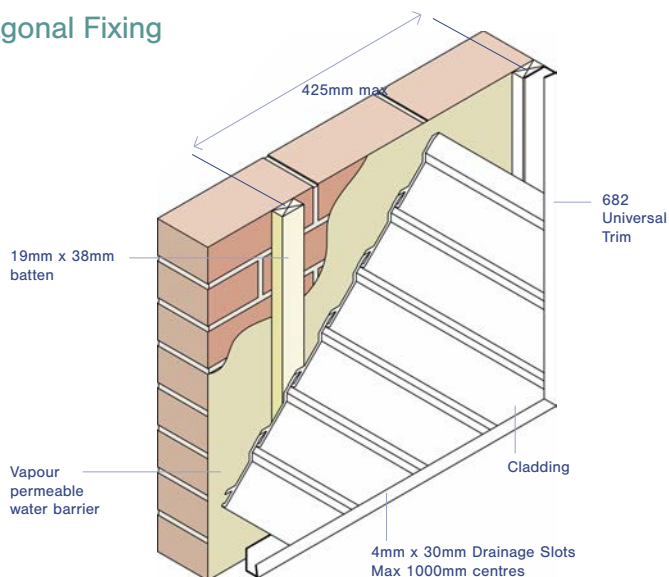 gonal Fixing
425mm max
682
Universal
Trim
19mm x 38mm
batten
Vapour
permeable
water barrier
Cladding
4mm x 30mm Drainage Slots
Max 1000mm centres